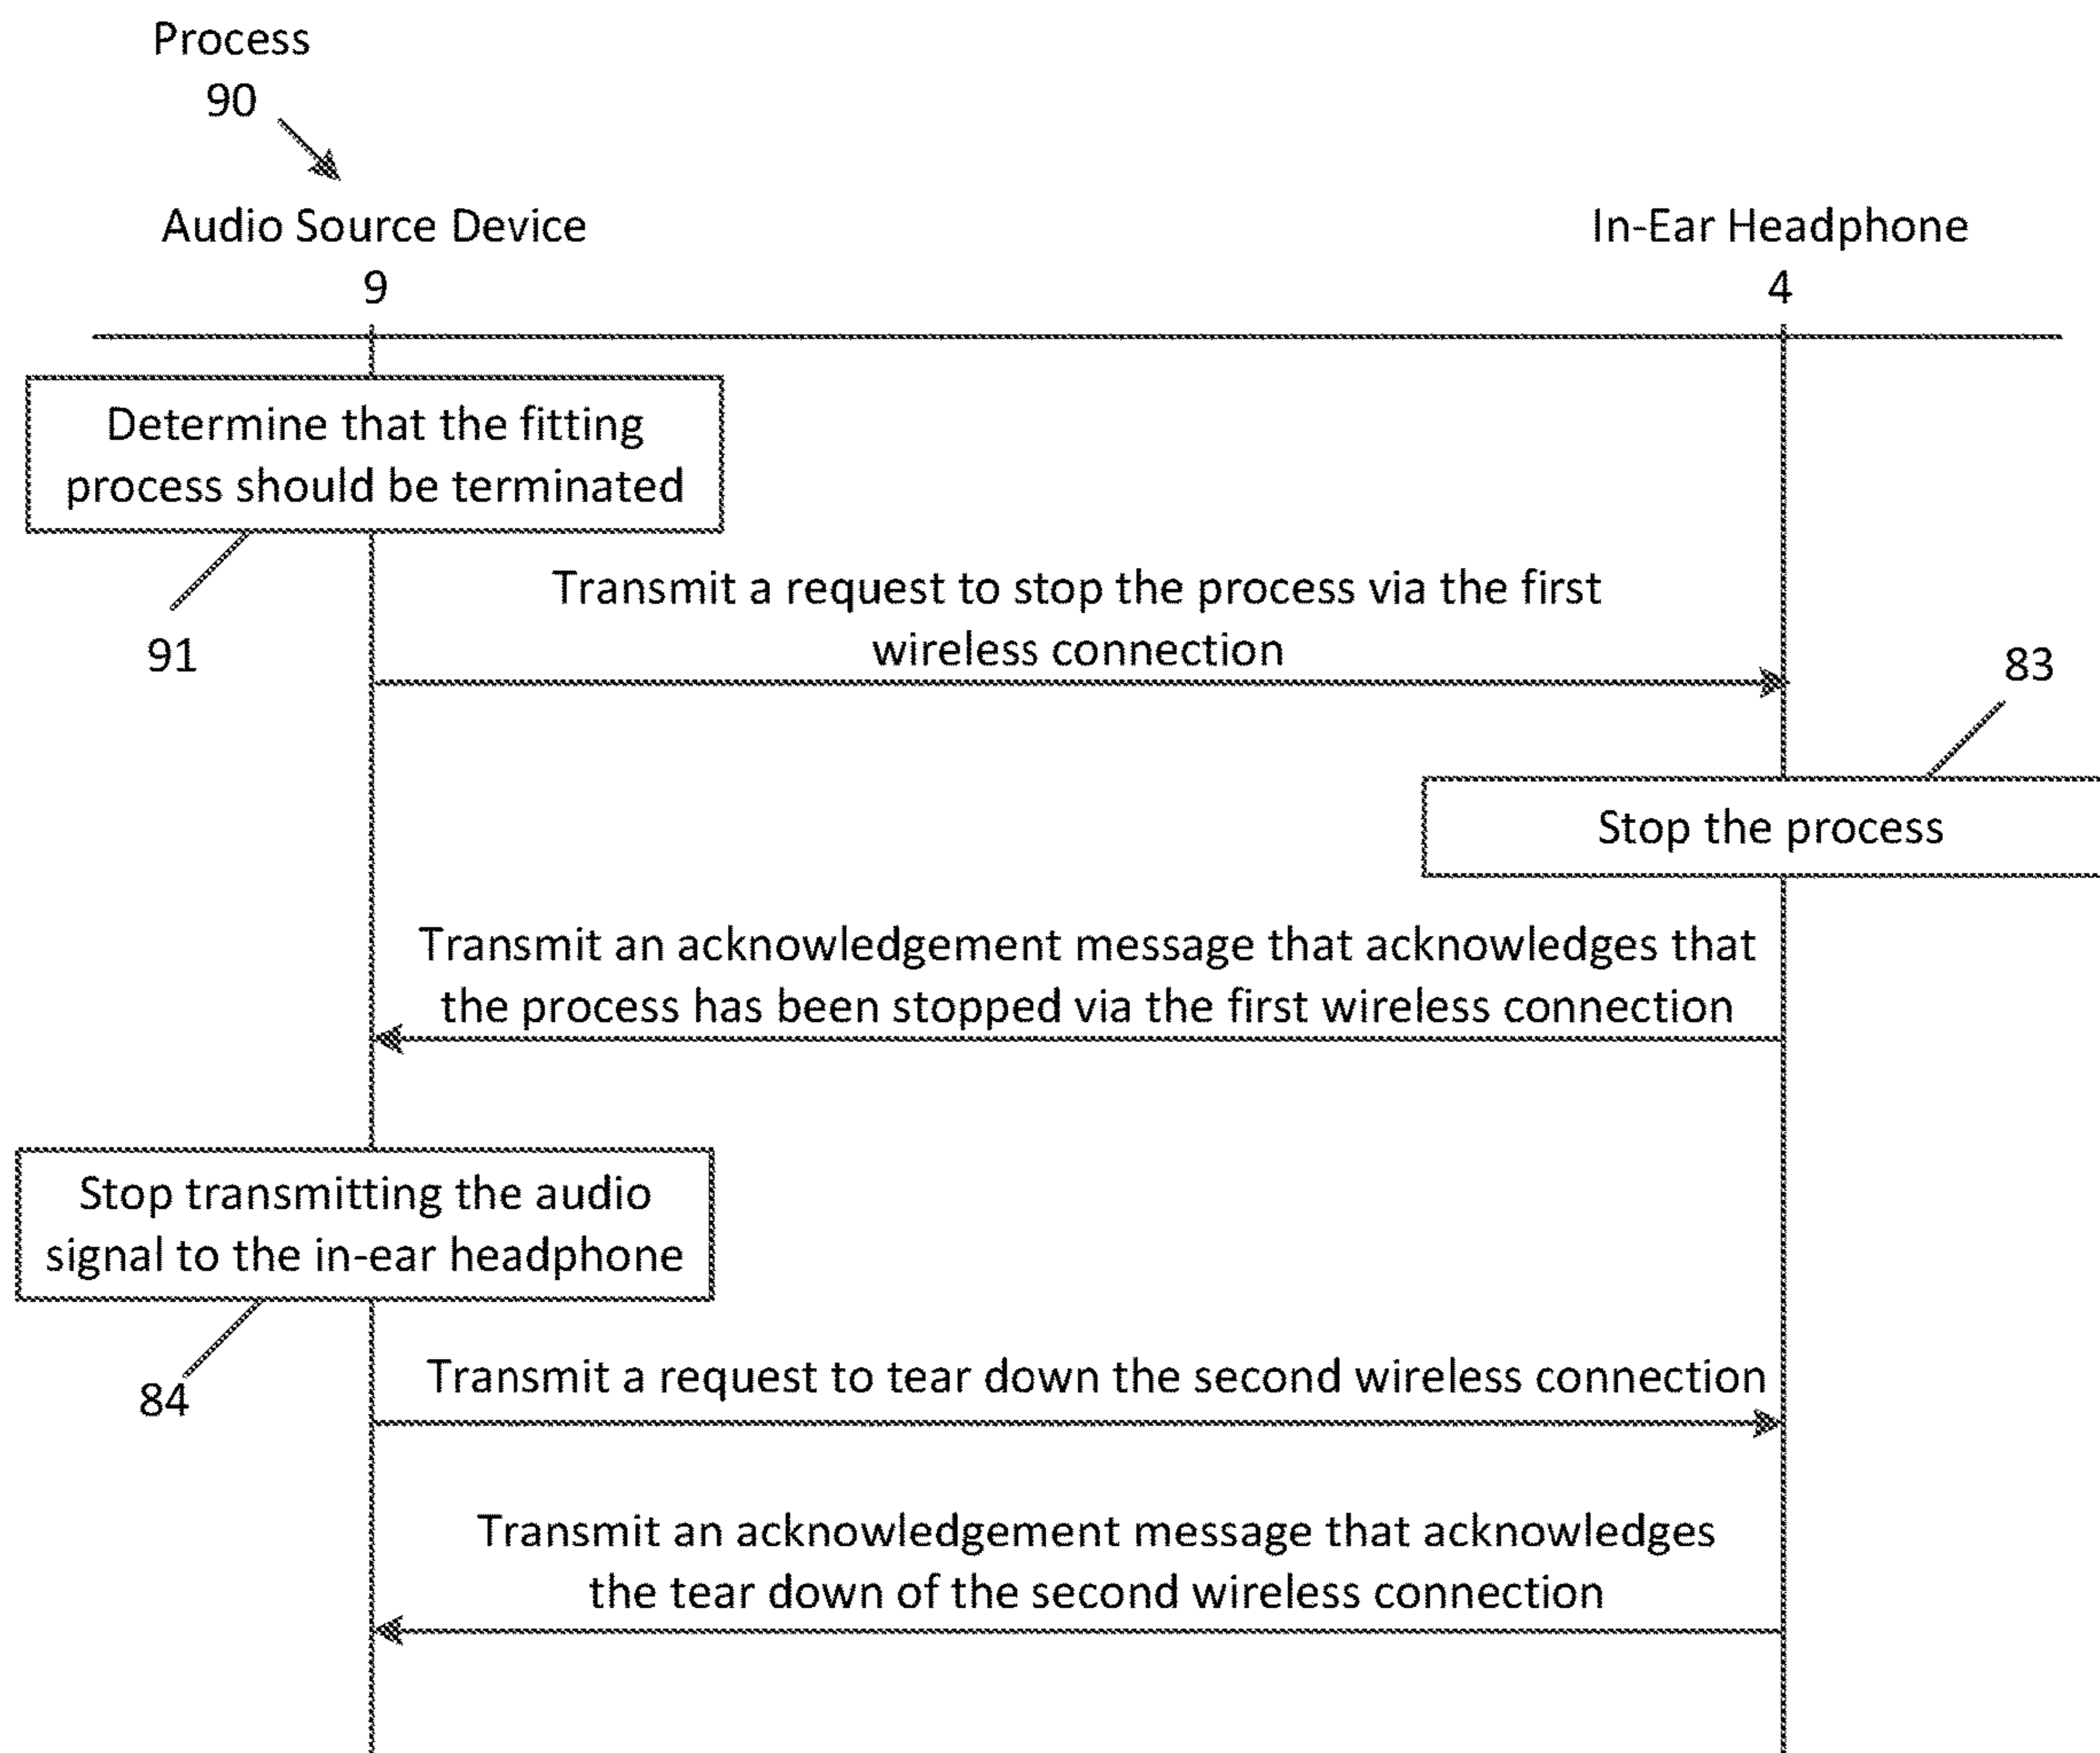 Process
90
Audio Source Device
9
In-Ear Headphone
4
Determine that the fitting
process should be terminated
91
Transmit a request to stop the process via the first
wireless connection
83
Stop the process
Transmit an acknowledgement message that acknowledges that
the process has been stopped via the first wireless connection
Stop transmitting the audio
signal to the in-ear headphone
84
Transmit a request to tear down the second wireless connection
Transmit an acknowledgement message that acknowledges
the tear down of the second wireless connection